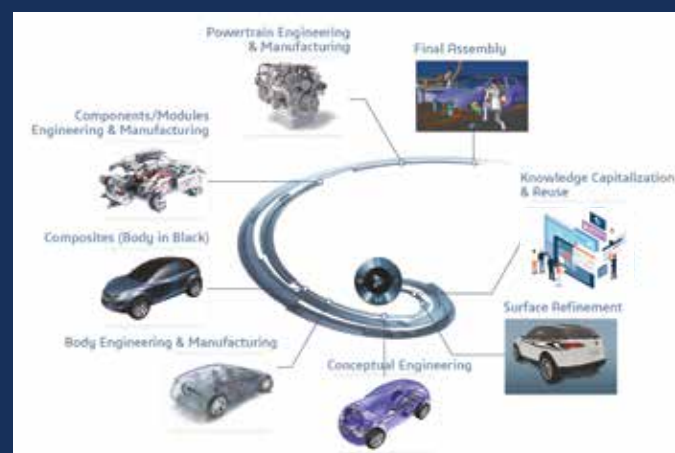 Powertrain Engineering
& Manufacturing
Final Assembly
Components/Modules
Engineering & Manufacturing
Knowledge Capitalization
& Reuse
Composites (Body in Black)
Surface Refinement
Body Engineering & Manufacturing
Conceptual Engineering